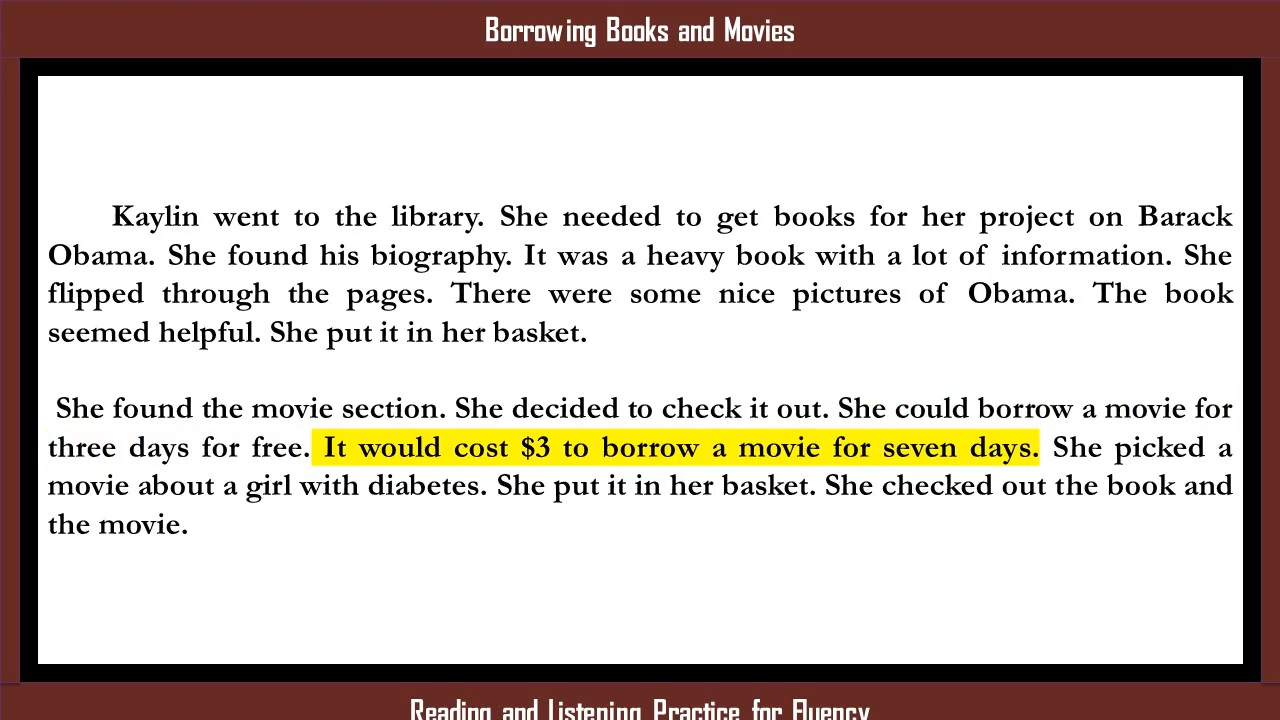 Borrowing Books and Movies
Kaylin went to the library. She needed to get books for her project on Barack
Obama. She found his biography. It was a heavy book with a lot of information. She
flipped through the pages. There were some nice pictures of Obama. The book
seemed helpful. She put it in her basket.
She found the movie section. She decided to check it out. She could borrow a movie for
three days for free. It would cost $3 to borrow a movie for seven days. She picked a
movie about a girl with diabetes. She put it in her basket. She checked out the book and
the movie.
Reading and Listening Practice for Fluency